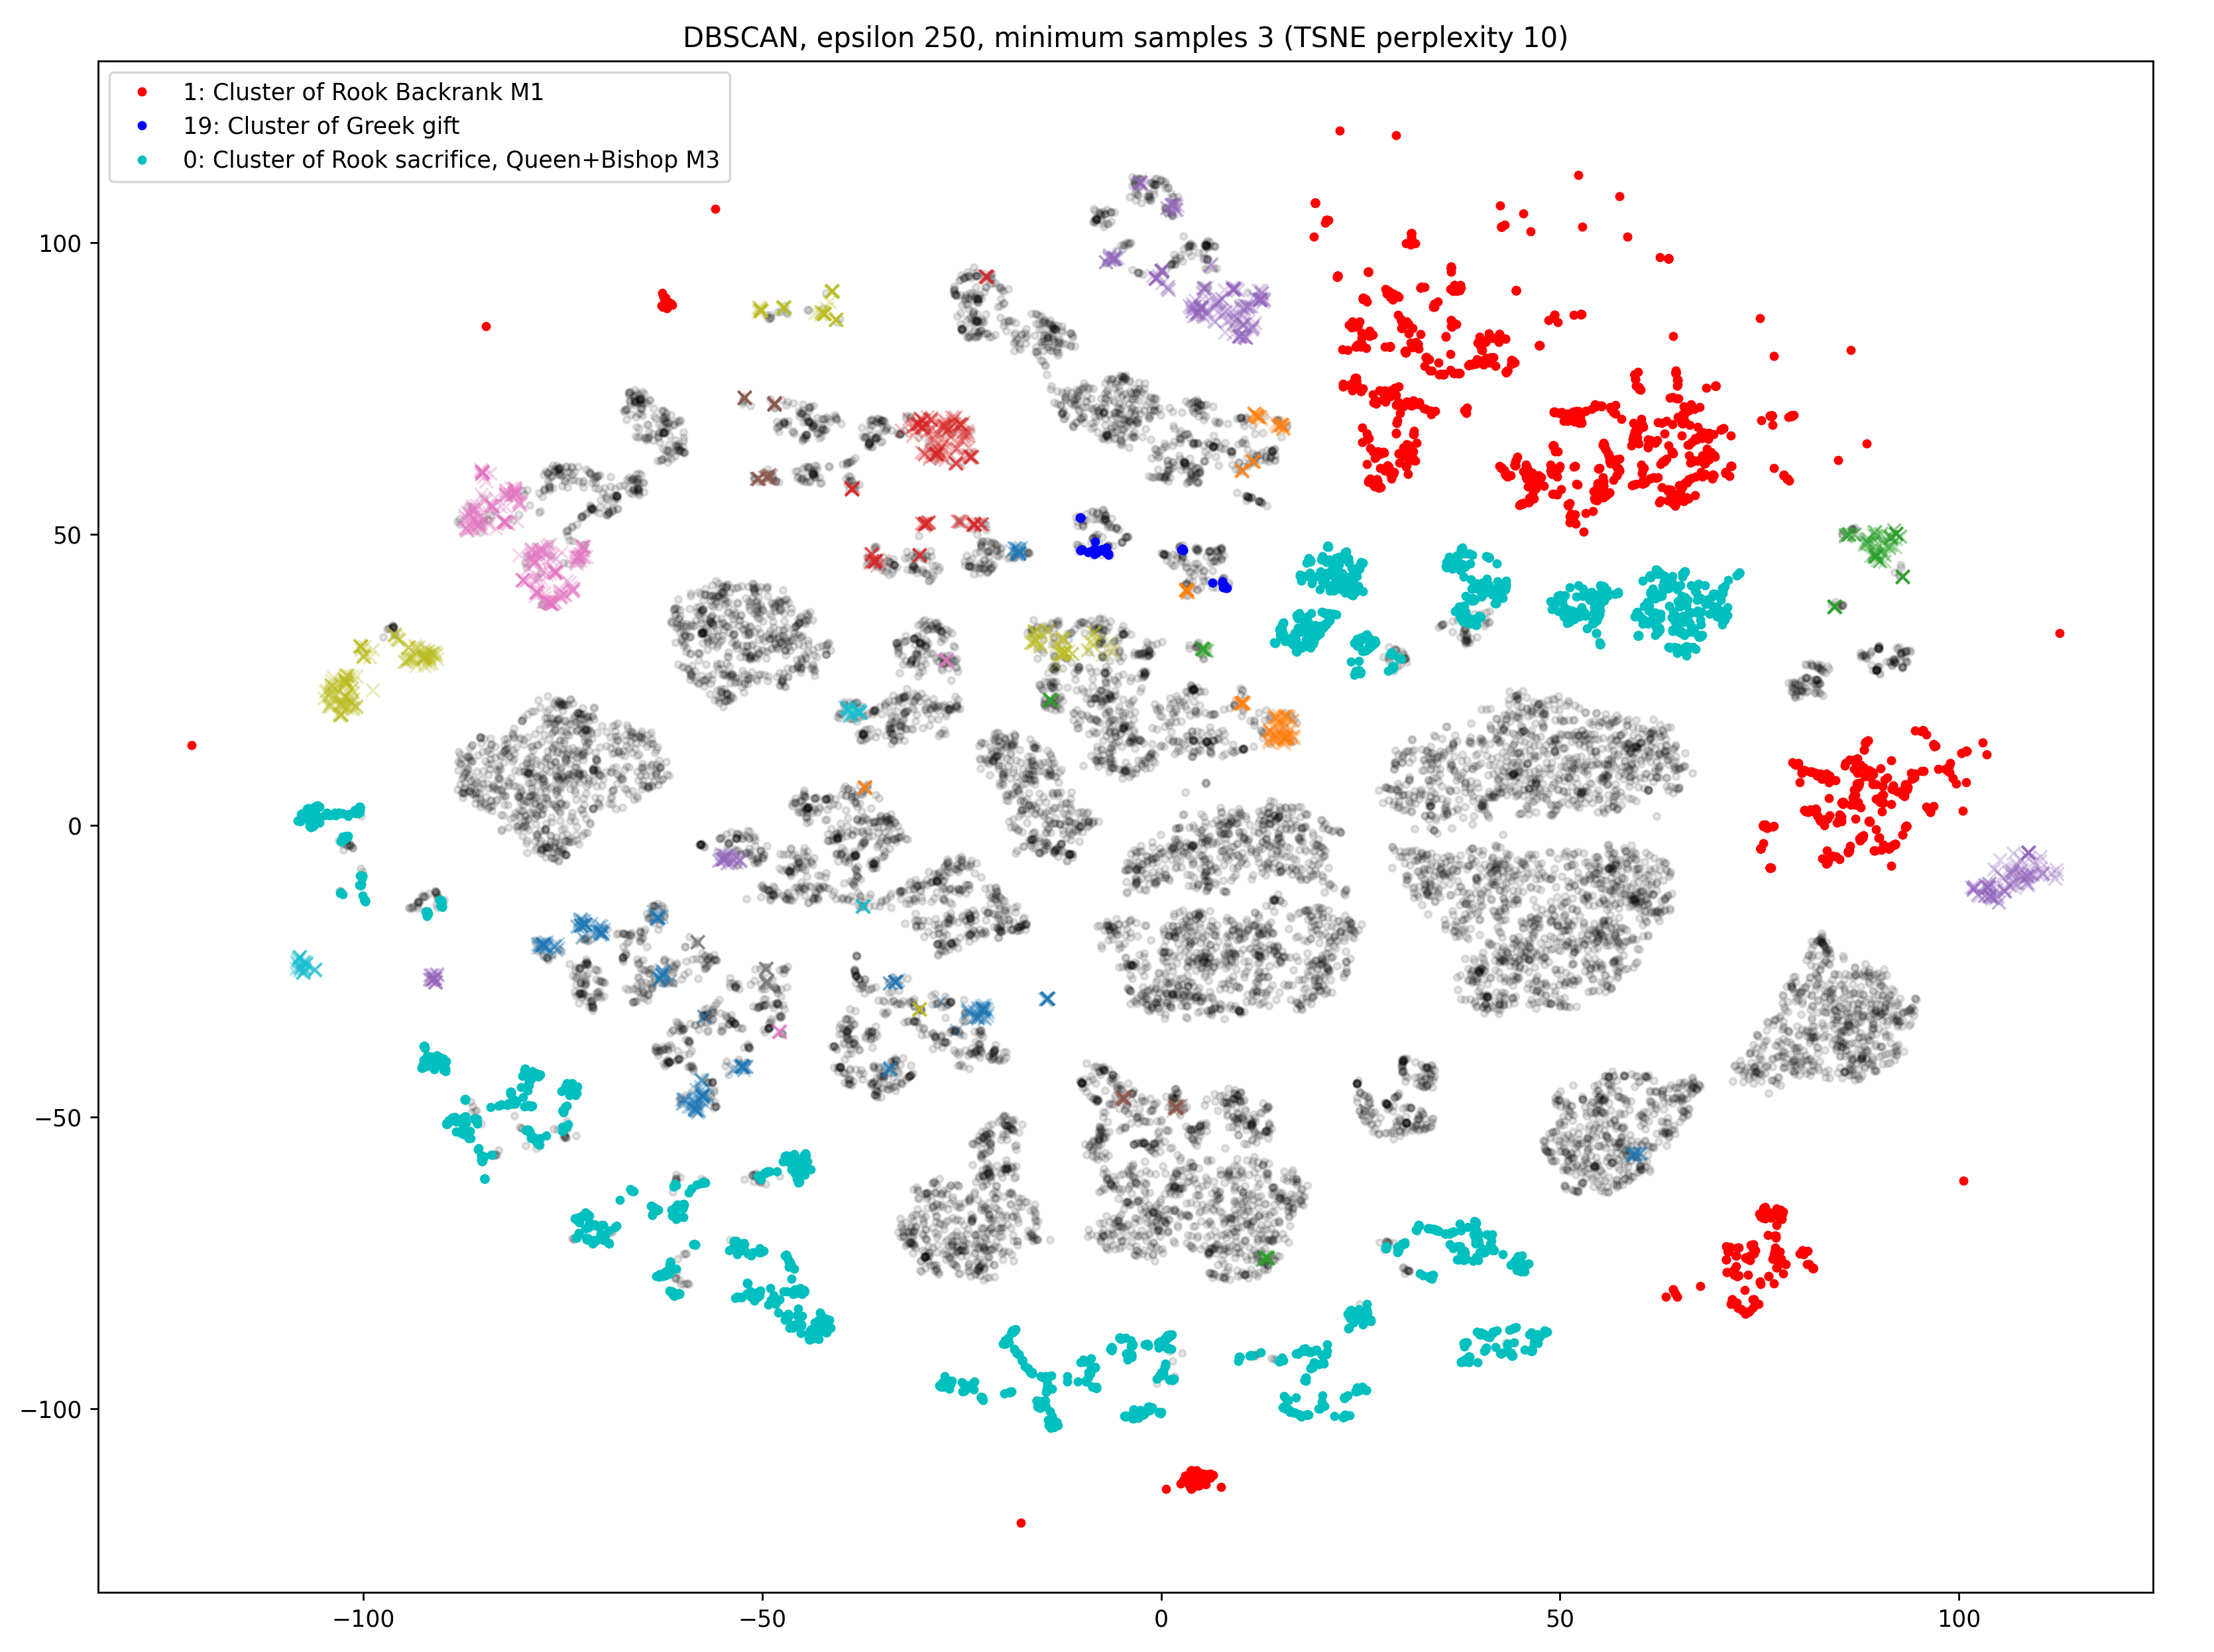 DBSCAN, epsilon 250, minimum samples 3 (TSNE perplexity 10)
1: Cluster of Rook Backrank M1
19: Cluster of Greek gift
0: Cluster of Rook sacrifice, Queen+Bishop M3
100
50
0
−50
−100
−100
−50
0
50
100